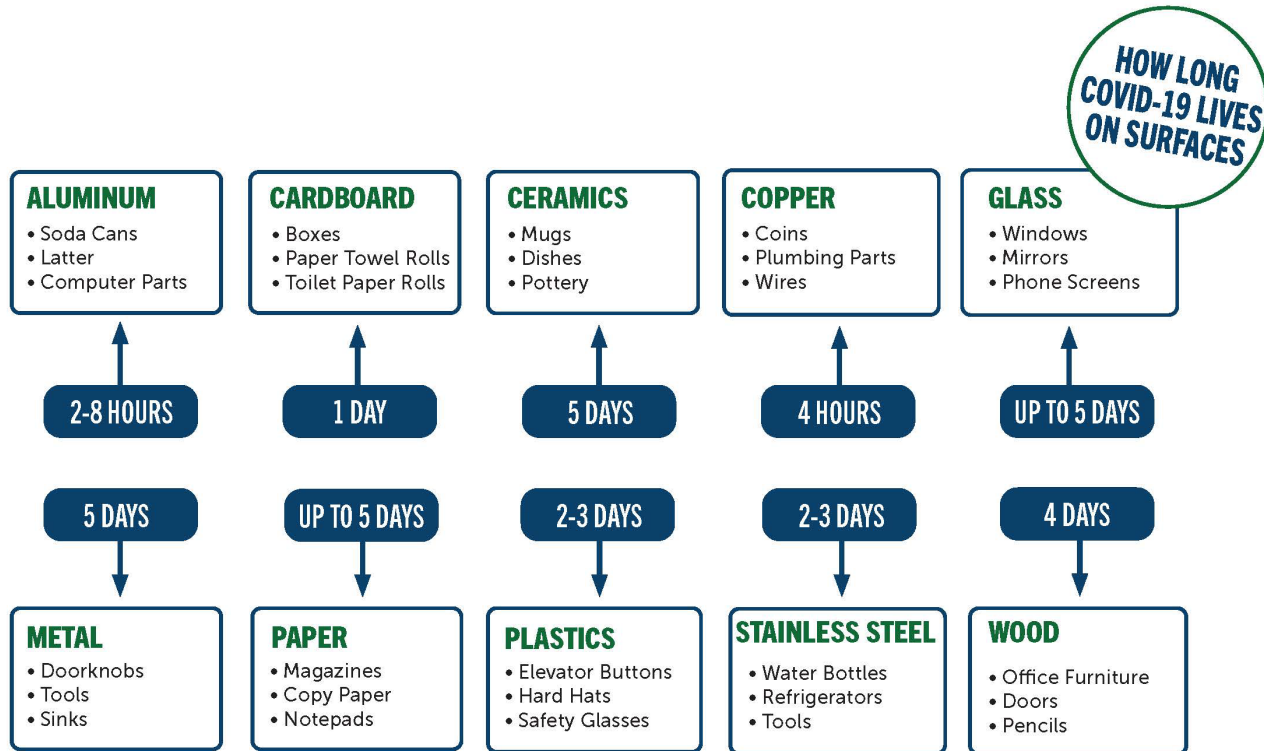 HOW LONG
COVID-19 LIVES
ON SURFACES
ALUMINUM
• Soda Cans
• Latter
• Computer Parts
2-8 HOURS
CARDBOARD
• Boxes
• Paper Towel Rolls
• Toilet Paper Rolls
1 DAY
CERAMICS
• Mugs
• Dishes
• Pottery
5 DAYS
COPPER
• Coins
• Plumbing Parts
• Wires
4 HOURS
GLASS
• Windows
• Mirrors
• Phone Screens
UP TO 5 DAYS
5 DAYS
METAL
• Doorknobs
• Tools
• Sinks
UP TO 5 DAYS
PAPER
• Magazines
• Copy Paper
• Notepads
2-3 DAYS
PLASTICS
• Elevator Buttons
• Hard Hats
• Safety Glasses
2-3 DAYS
STAINLESS STEEL
• Water Bottles
• Refrigerators
• Tools
4 DAYS
WOOD
• Office Furniture
• Doors
• Pencils